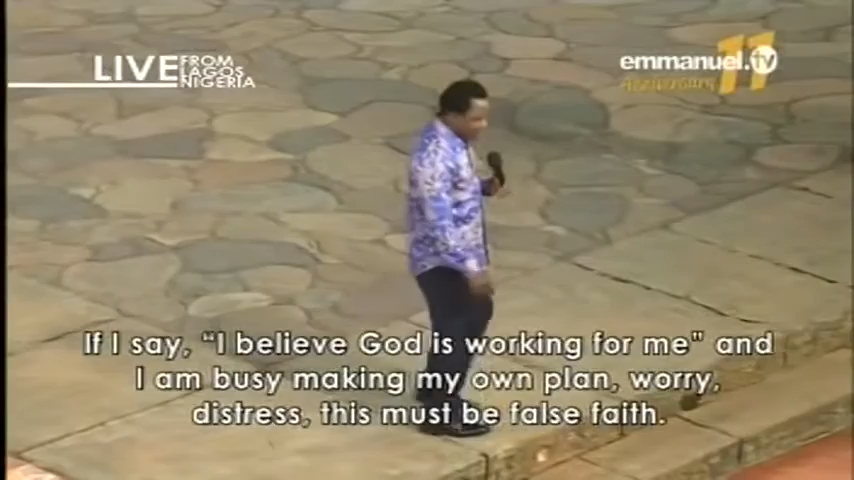 LIVE FROM LAGOS NIGERIA
emmanuel.tv
Anniversary 11
If I say, "I believe God is working for me" and
I am busy making my own plan, worry,
distress, this must be false faith.